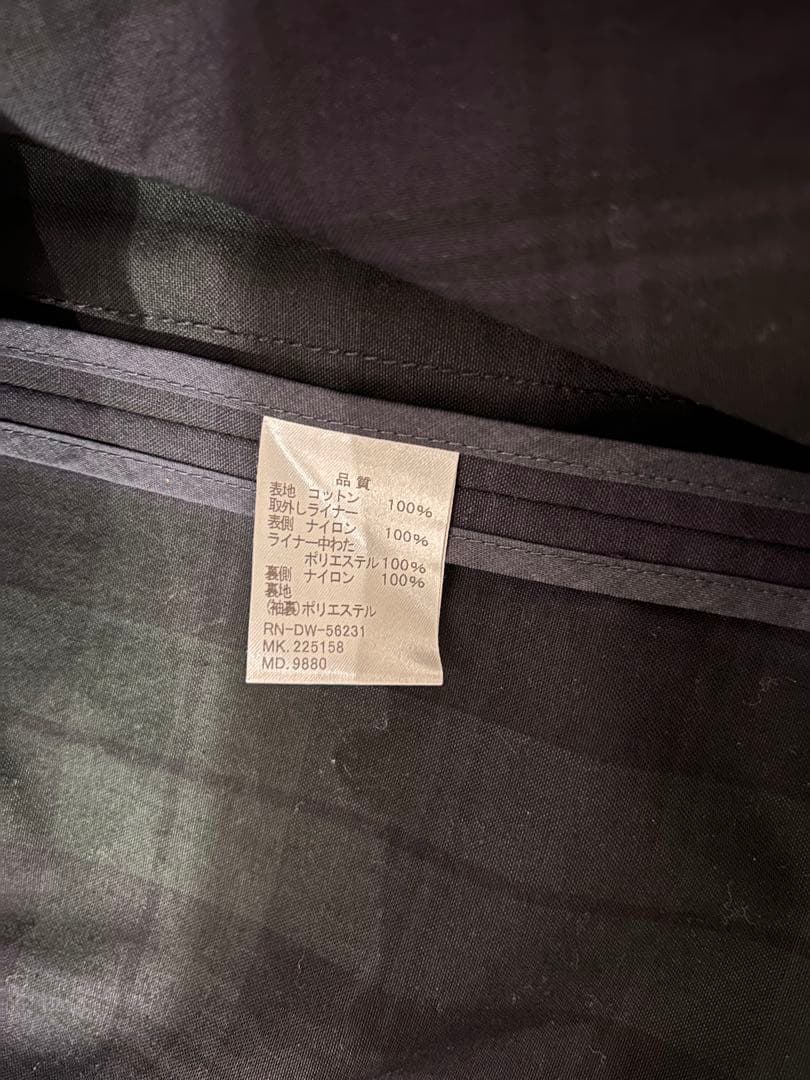 品質
表地 コットン 100%
取外しライナー
表側 ナイロン 100%
ライナー中わた
ポリエステル100%
裏側 ナイロン 100%
裏地
(袖裏)ポリエステル
RN-DW-56231
MK.225158
MD.9880